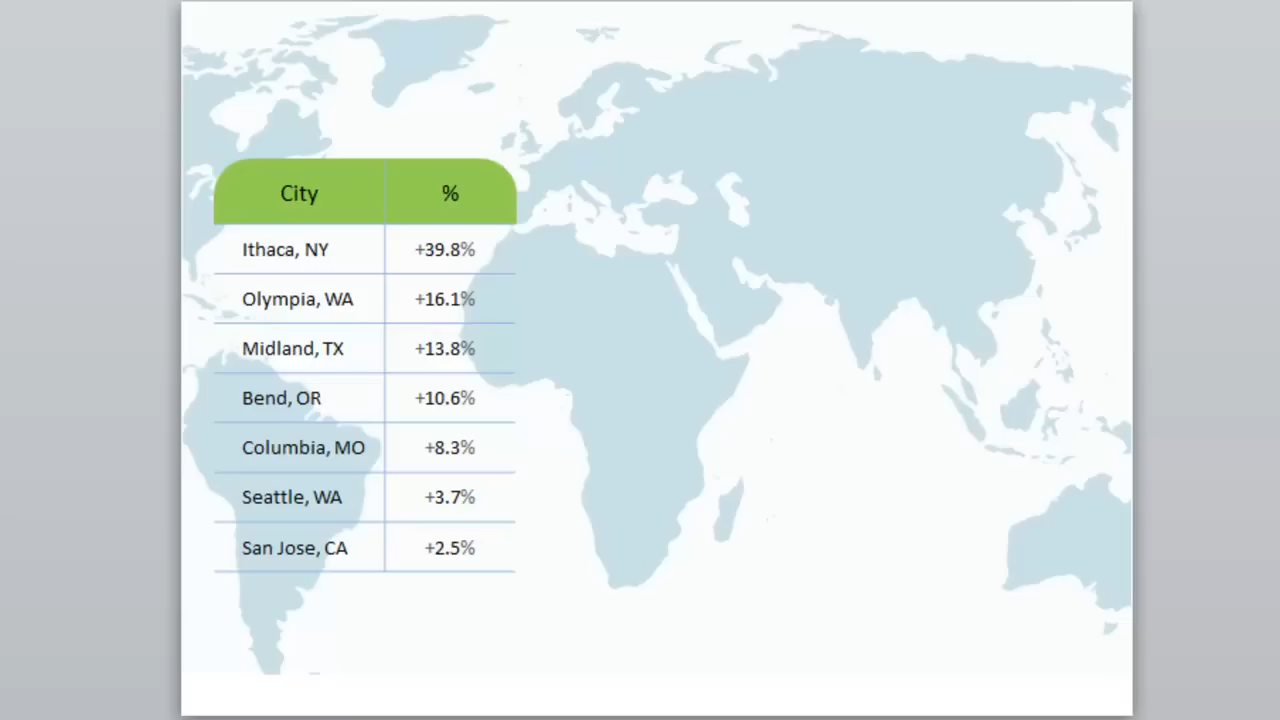 City %
Ithaca, NY +39.8%
Olympia, WA +16.1%
Midland, TX +13.8%
Bend, OR +10.6%
Columbia, MO +8.3%
Seattle, WA +3.7%
San Jose, CA +2.5%